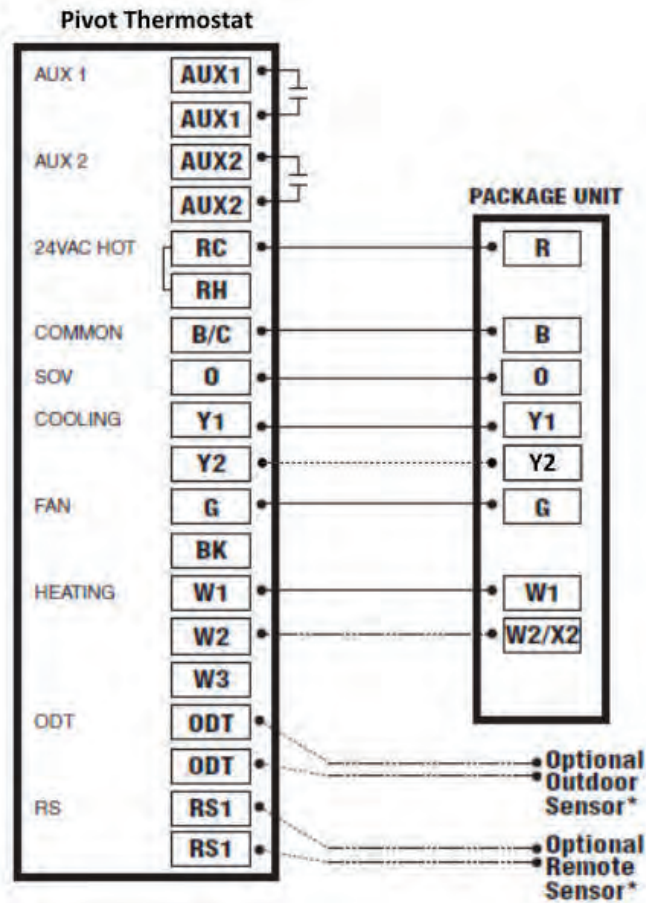 Pivot Thermostat
AUX 1
AUX1
AUX1
AUX 2
AUX2
AUX2
PACKAGE UNIT
24VAC HOT
RC
R
RH
COMMON
B/C
B
SOV
O
O
COOLING
Y1
Y1
Y2
Y2
FAN
G
G
BK
HEATING
W1
W1
W2
W2/X2
W3
ODT
ODT
ODT
Optional
Outdoor
Sensor*
RS
RS1
RS1
Optional
Remote
Sensor*